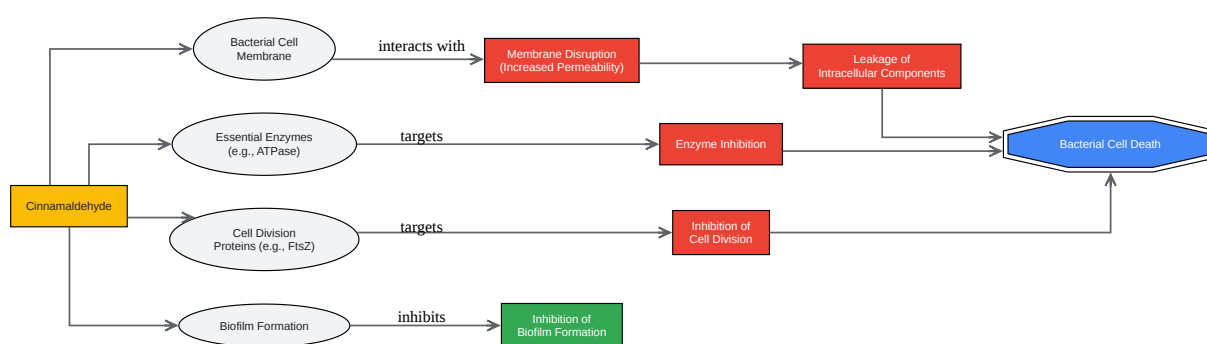 Bacterial Cell
Membrane
interacts with
Membrane Disruption
(Increased Permeability)
Leakage of
Intracellular Components
Essential Enzymes
(e.g., ATPase)
targets
Enzyme Inhibition
Bacterial Cell Death
Cinnamaldehyde
Cell Division
Proteins (e.g., FtsZ)
targets
Inhibition of
Cell Division
Biofilm Formation
inhibits
Inhibition of
Biofilm Formation